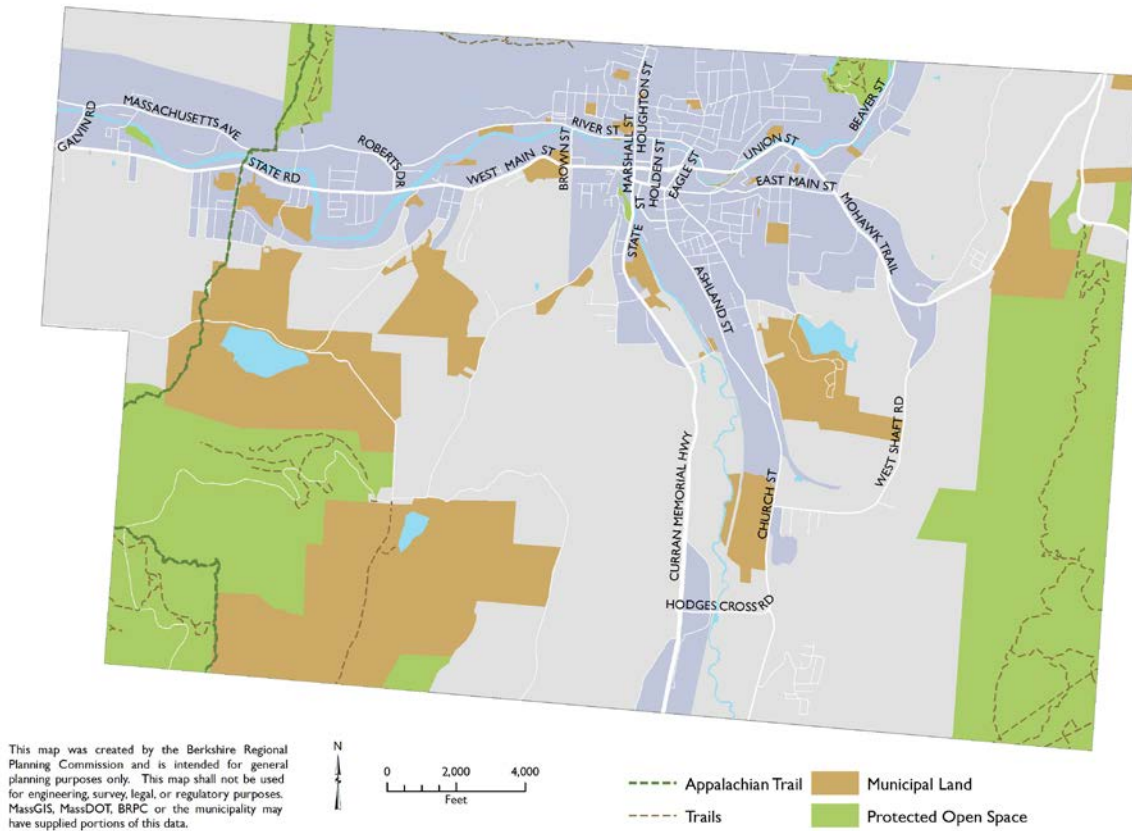 GALVIN RD
MASSACHUSETTS AVE
STATE RD
ROBERTS DR
WEST MAIN ST
BROWN ST
RIVER ST
MARSHALL ST
HOUGHTON ST
HOLDEN ST
EAGLE ST
UNION ST
BEAVER ST
EAST MAIN ST
MOHAWK TRAIL
STATE ST
ASHLAND ST
CURRAN MEMORIAL HWY
CHURCH ST
WEST SHAFT RD
HODGES CROSS RD
This map was created by the Berkshire Regional
Planning Commission and is intended for general
planning purposes only. This map shall not be used
for engineering, survey, legal, or regulatory purposes.
MassGIS, MassDOT, BRPC or the municipality may
have supplied portions of this data.
N
0 2,000 4,000
Feet
Appalachian Trail
Trails
Municipal Land
Protected Open Space